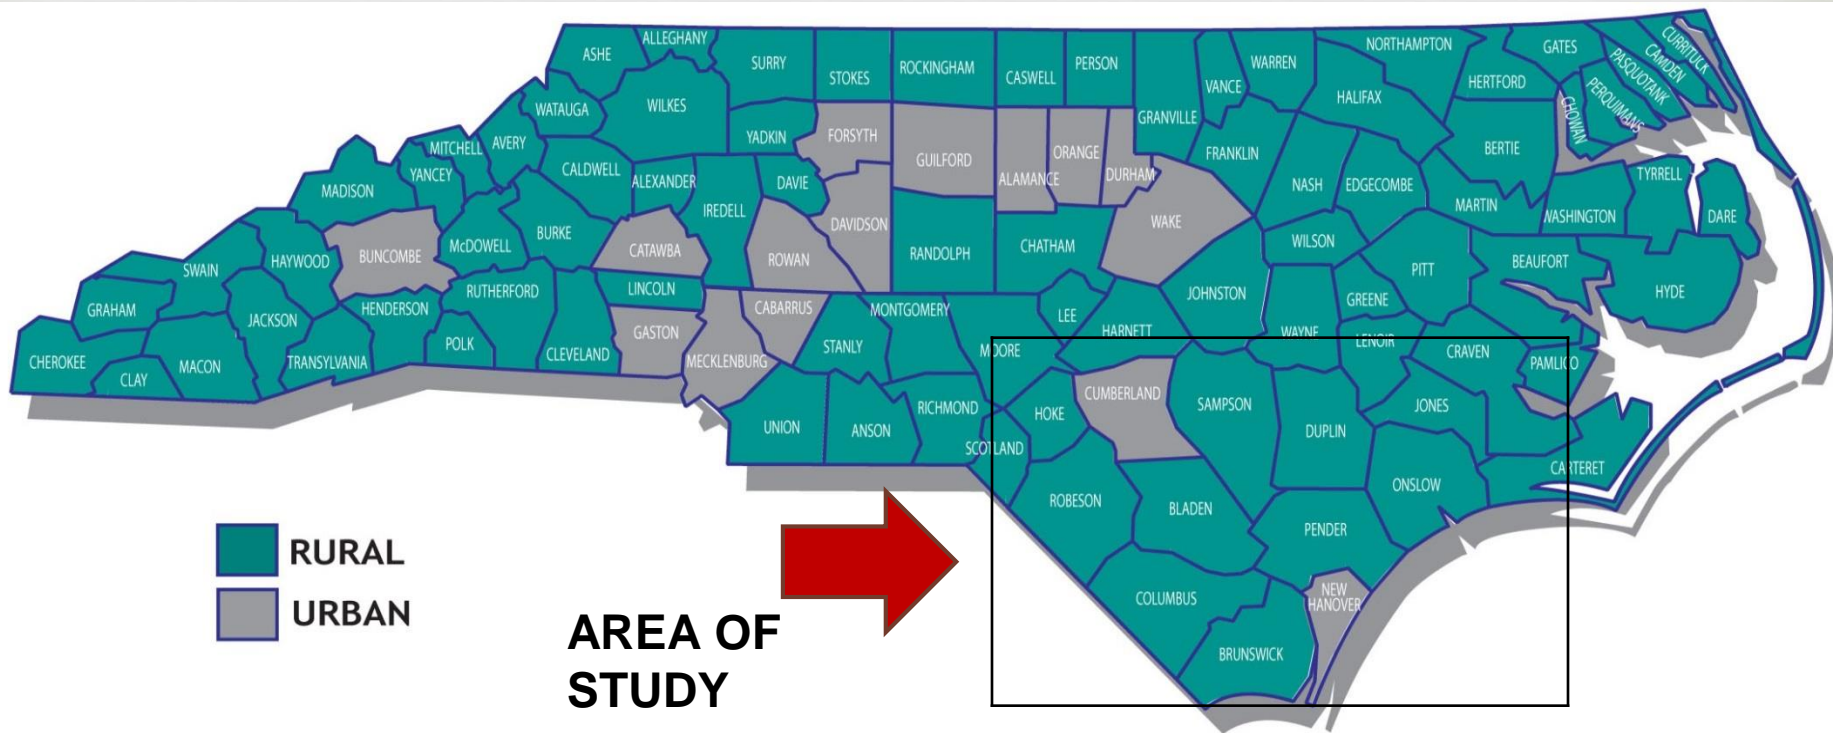 ALLEGHANY
ASHE
SURRY
STOKES
ROCKINGHAM
CASWELL
PERSON
VANCE
WARREN
NORTHAMPTON
GATES
CURRITUCK
CAMDEN
PASQUOTANK
PERQUIMANS
CHOWAN
HERTFORD
HALIFAX
GRANVILLE
WATAUGA
WILKES
YADKIN
FORSYTH
GUILFORD
ALAMANCE
ORANGE
DURHAM
FRANKLIN
BERTIE
MITCHELL
AVERY
CALDWELL
ALEXANDER
DAVIE
NASH
EDGECOMBE
MARTIN
WASHINGTON
TYRRELL
DARE
MADISON
YANCEY
IREDELL
DAVIDSON
WAKE
BUNCOMBE
McDOWELL
BURKE
CATAWBA
ROWAN
RANDOLPH
CHATHAM
WILSON
PITT
BEAUFORT
HYDE
SWAIN
HAYWOOD
RUTHERFORD
LINCOLN
JOHNSTON
GREENE
GRAHAM
JACKSON
HENDERSON
CABARRUS
MONTGOMERY
LEE
HARNETT
WAYNE
LENOIR
CHEROKEE
CLAY
MACON
TRANSYLVANIA
POLK
CLEVELAND
GASTON
MECKLENBURG
STANLY
MOORE
CRAVEN
PAMLICO
UNION
ANSON
RICHMOND
SCOTLAND
HOKE
CUMBERLAND
SAMPSON
DUPLIN
JONES
CARTERET
ROBESON
BLADEN
PENDER
ONSLOW
COLUMBUS
NEW
HANOVER
BRUNSWICK
RURAL
URBAN
AREA OF
STUDY